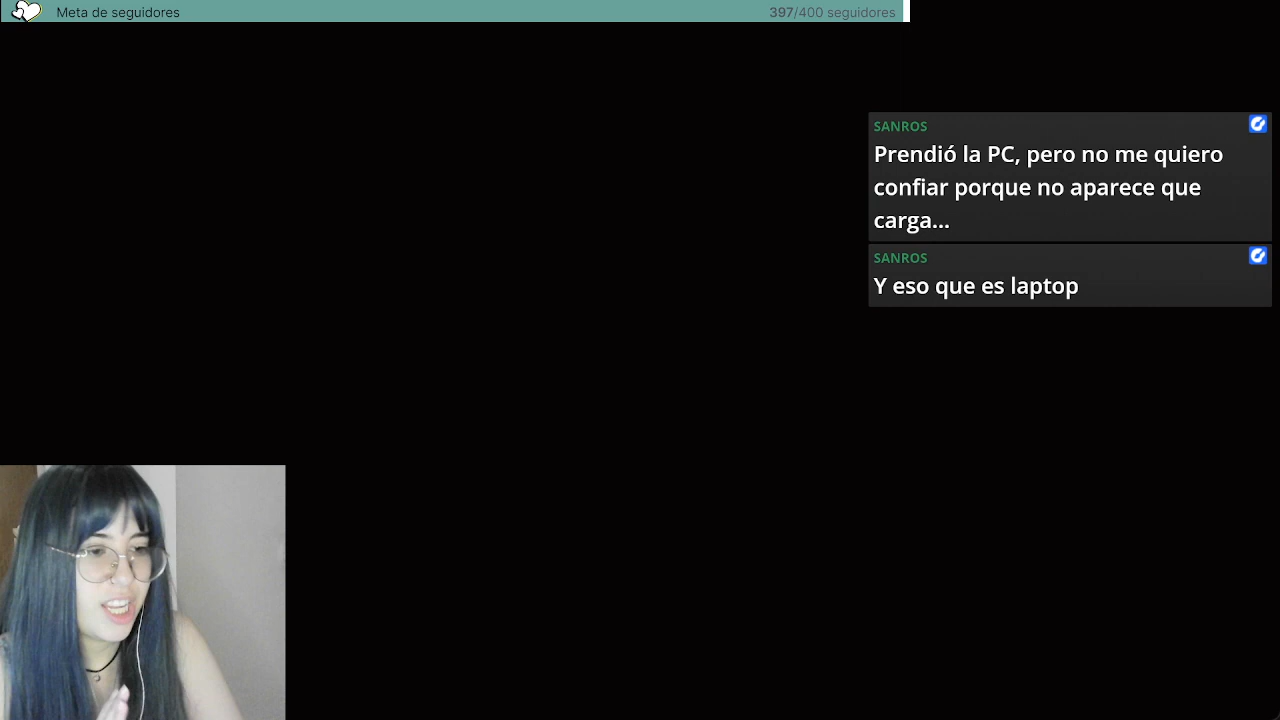 Meta de seguidores
397/400 seguidores
SANROS
Prendió la PC, pero no me quiero
confiar porque no aparece que
carga...
SANROS
Y eso que es laptop